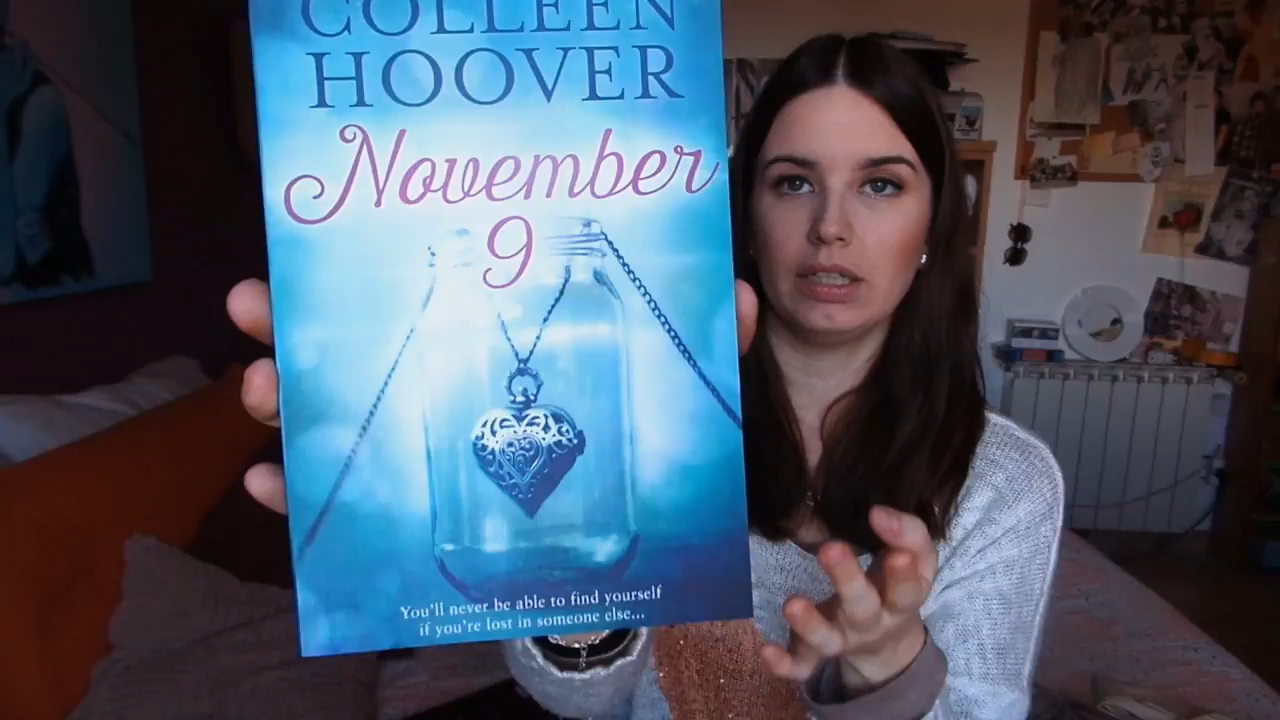 COLLEEN
HOOVER
November
9
You'll never be able to find yourself
if you're lost in someone else...